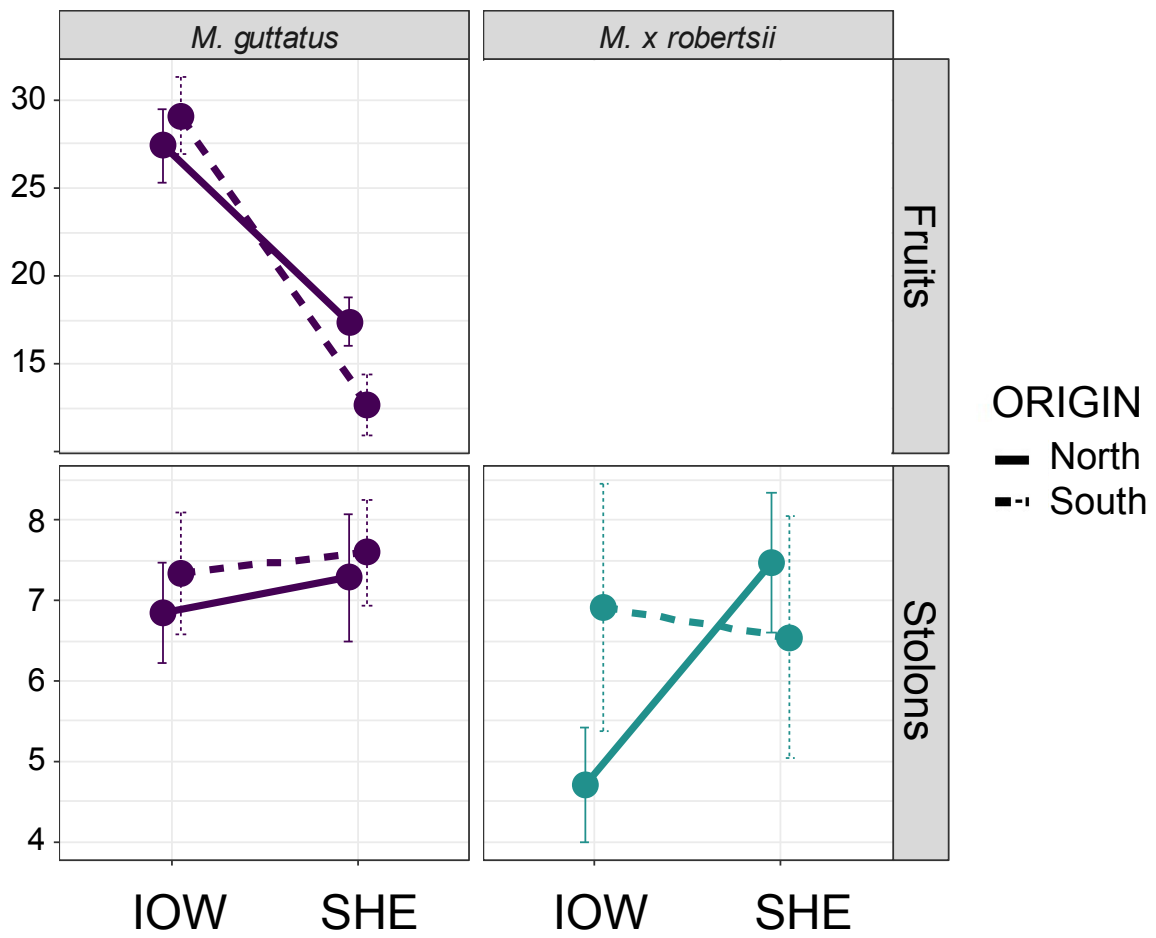 M. guttatus
M. x robertsii
30
25
20
15
Fruits
8
7
6
5
4
Stolons
IOW
SHE
IOW
SHE
ORIGIN
North
South